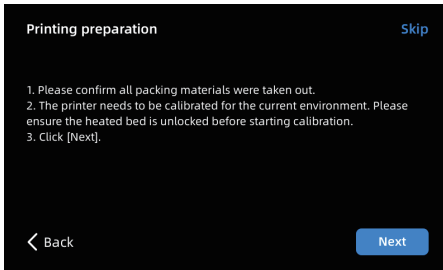 Printing preparation
Skip
1. Please confirm all packing materials were taken out.
2. The printer needs to be calibrated for the current environment. Please
ensure the heated bed is unlocked before starting calibration.
3. Click [Next].
Back
Next